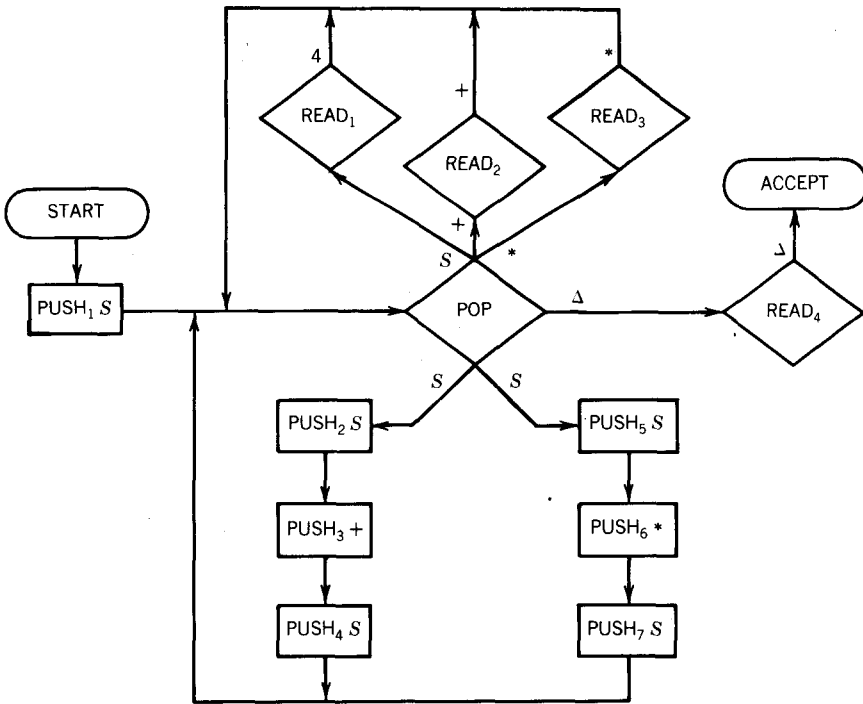 4
+
*
READ₁
READ₂
READ₃
START
ACCEPT
S
+
*
Δ
PUSH₁ S
POP
Δ
READ₄
S
S
PUSH₂ S
PUSH₅ S
PUSH₃ +
PUSH₆ *
PUSH₄ S
PUSH₇ S